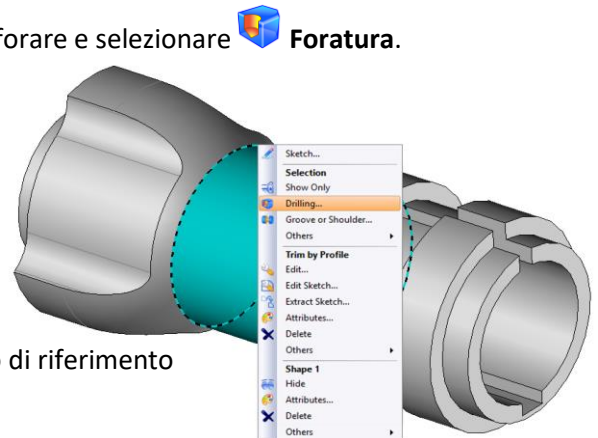 forare e selezionare Foratura.
Sketch...
Selection
Show Only
Drilling...
Groove or Shoulder...
Others
Trim by Profile
Edit...
Edit Sketch...
Extract Sketch...
Attributes...
Delete
Others
di riferimento
Shape 1
Hide
Attributes...
Delete
Others